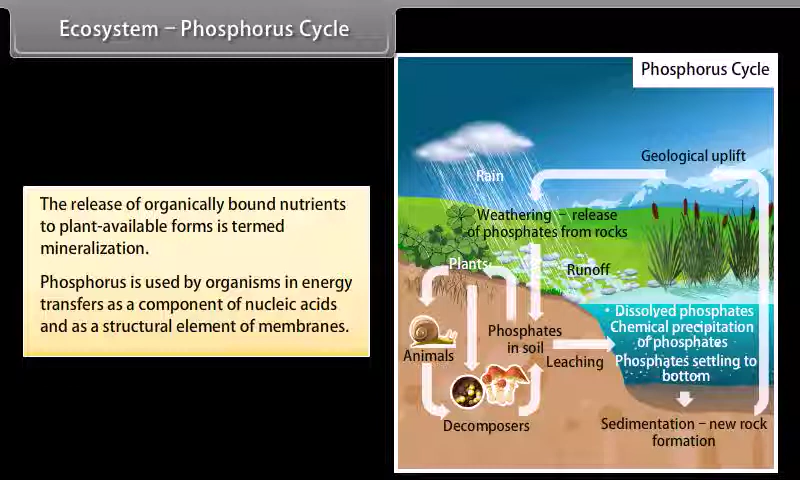 Ecosystem – Phosphorus Cycle
The release of organically bound nutrients
to plant-available forms is termed
mineralization.
Phosphorus is used by organisms in energy
transfers as a component of nucleic acids
and as a structural element of membranes.
Phosphorus Cycle
Geological uplift
Rain
Weathering – release
of phosphates from rocks
Plants
Runoff
• Dissolyed phosphates
Chemical precipitation
of phosphates
Phosphates settling to
bottom
Phosphates
in soil
Animals
Leaching
Decomposers
Sedimentation – new rock
formation